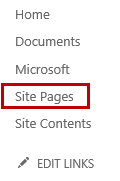 Home
Documents
Microsoft
Site Pages
Site Contents
EDIT LINKS